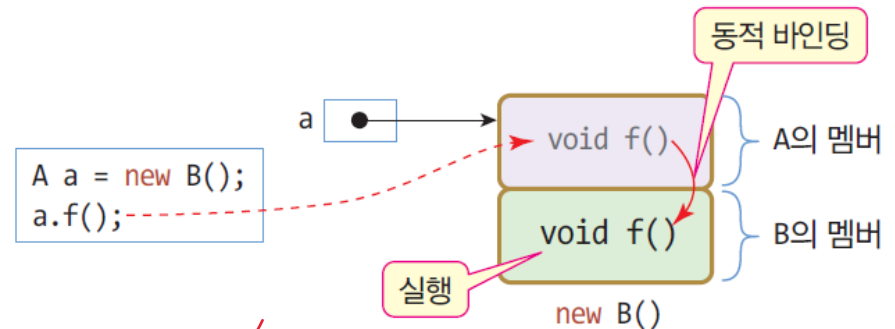 동적 바인딩
a
void f()
A의 멤버
A a = new B();
a.f();
void f()
B의 멤버
실행
new B()